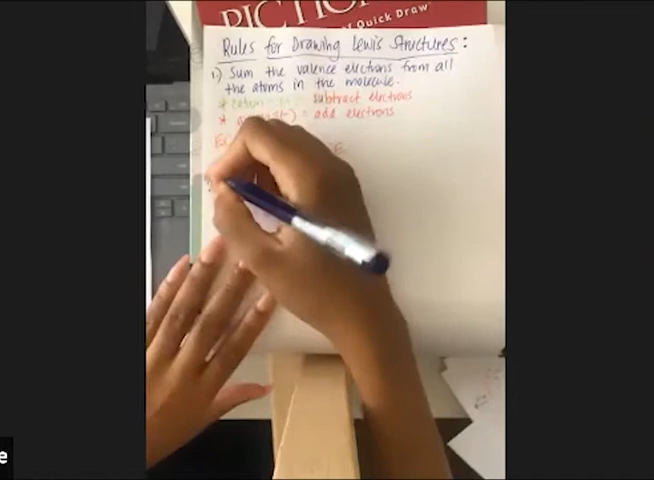 PICTIO
Quick Draw
Rules for Drawing Lewis Structures:
1.) Sum the valence electrons from all
the atoms in the molecule.
* cation = subtract electrons
* (-) = add electrons
e